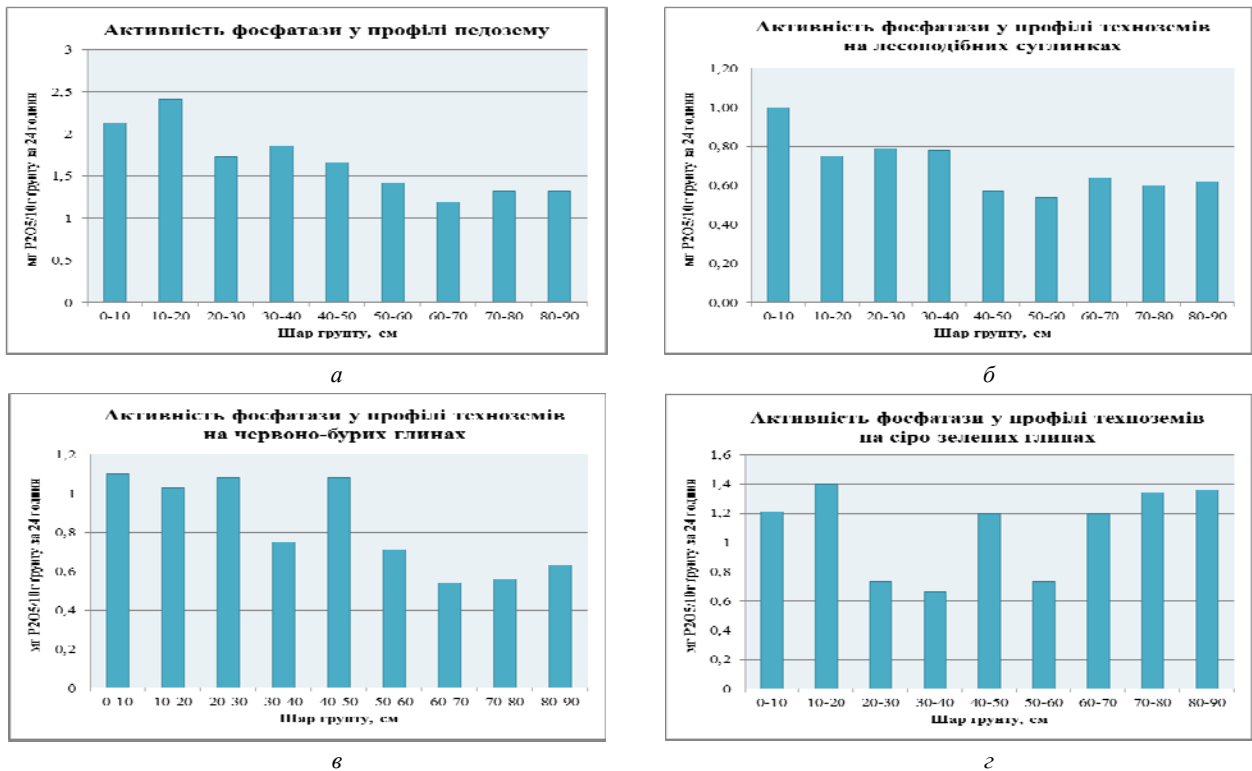 Активність фосфатази у профілі педозему
3
2,5
2
1,5
1
0,5
0
мг Р2О5/10г ґрунту за 24 години
0-10 10-20 20-30 30-40 40-50 50-60 60-70 70-80 80-90
Шар ґрунту, см
а
Активність фосфатази у профілі техноземів
на лесоподібних суглинках
1,20
1,00
0,80
0,60
0,40
0,20
0,00
мг Р2О5/10г ґрунту за 24 години
0-10 10-20 20-30 30-40 40-50 50-60 60-70 70-80 80-90
Шар ґрунту, см
б
Активність фосфатази у профілі техноземів
на червоно-бурих глинах
1,2
1
0,8
0,6
0,4
0,2
0
мг Р2О5/10г ґрунту за 24 години
0-10 10-20 20-30 30-40 40-50 50-60 60-70 70-80 80-90
Шар ґрунту, см
в
Активність фосфатази у профілі техноземів
на сіро зелених глинах
1,6
1,4
1,2
1
0,8
0,6
0,4
0,2
0
мг Р2О5/10г ґрунту за 24 години
0-10 10-20 20-30 30-40 40-50 50-60 60-70 70-80 80-90
Шар ґрунту, см
г